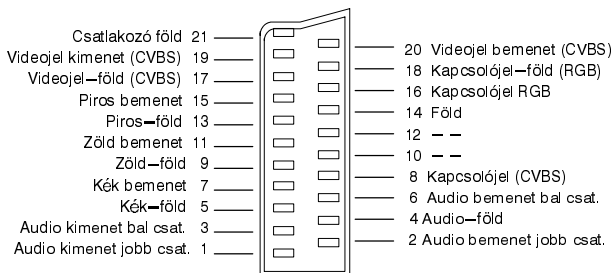 Csatlakozó föld 21
Videojel kimenet (CVBS) 19
Videojel–föld (CVBS) 17
Piros bemenet 15
Piros–föld 13
Zöld bemenet 11
Zöld–föld 9
Kék bemenet 7
Kék–föld 5
Audio kimenet bal csat. 3
Audio kimenet jobb csat. 1
20 Videojel bemenet (CVBS)
18 Kapcsolójel–föld (RGB)
16 Kapcsolójel RGB
14 Föld
12 – –
10 – –
8 Kapcsolójel (CVBS)
6 Audio bemenet bal csat.
4 Audio–föld
2 Audio bemenet jobb csat.